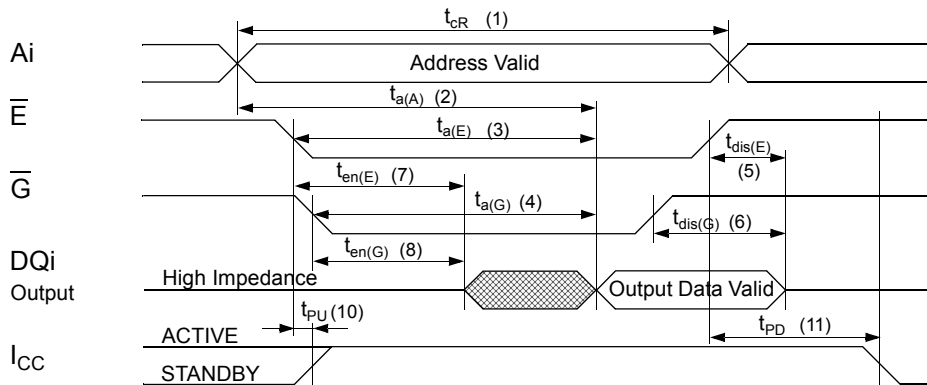 t_cR (1)
Ai
Address Valid
t_a(A) (2)
E̅
t_a(E) (3)
t_dis(E)
(5)
t_en(E) (7)
G̅
t_a(G) (4)
t_dis(G) (6)
t_en(G) (8)
DQi
Output
High Impedance
Output Data Valid
t_PU (10)
t_PD (11)
I_CC
ACTIVE
STANDBY